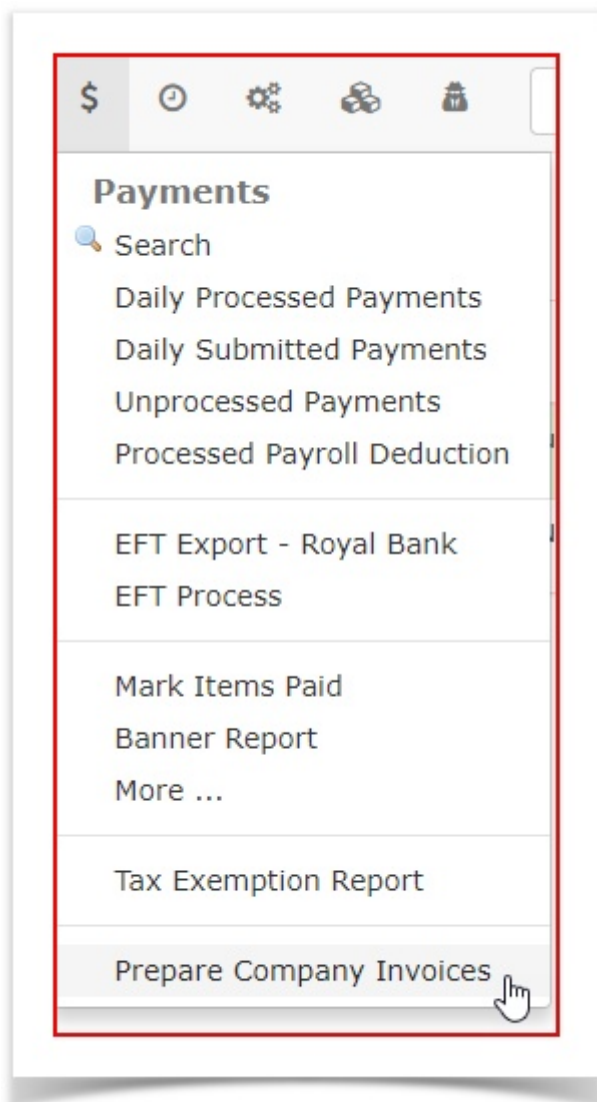 $
Payments
Search
Daily Processed Payments
Daily Submitted Payments
Unprocessed Payments
Processed Payroll Deduction
EFT Export - Royal Bank
EFT Process
Mark Items Paid
Banner Report
More ...
Tax Exemption Report
Prepare Company Invoices